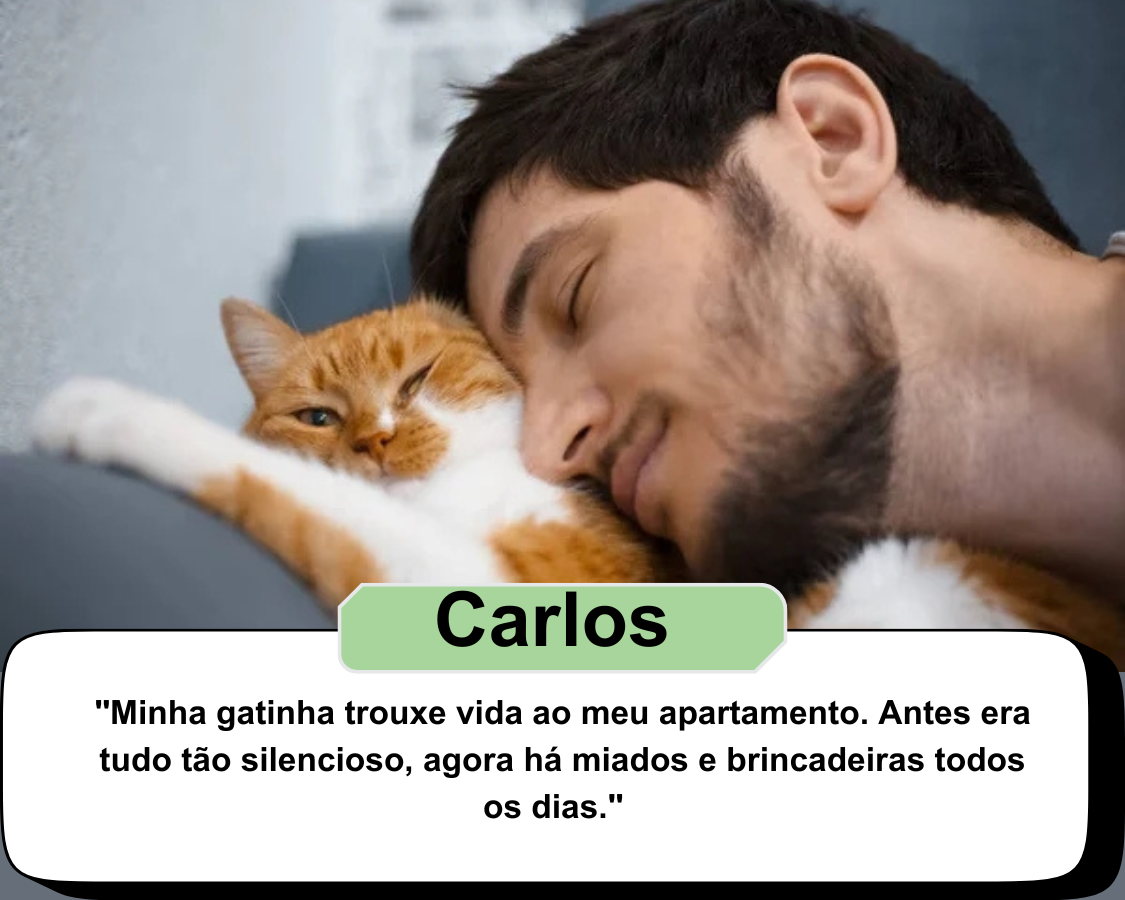 Carlos
"Minha gatinha trouxe vida ao meu apartamento. Antes era
tudo tão silencioso, agora há miados e brincadeiras todos
os dias."